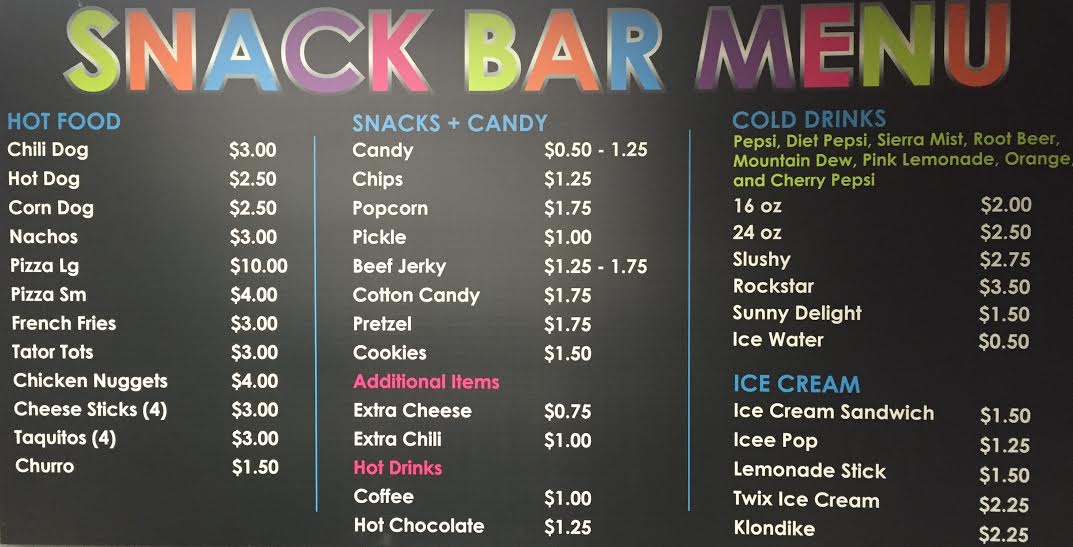 SNACK BAR MENU
HOT FOOD
Chili Dog $3.00
Hot Dog $2.50
Corn Dog $2.50
Nachos $3.00
Pizza Lg $10.00
Pizza Sm $4.00
French Fries $3.00
Tator Tots $3.00
Chicken Nuggets $4.00
Cheese Sticks (4) $3.00
Taquitos (4) $3.00
Churro $1.50
SNACKS + CANDY
Candy $0.50 - 1.25
Chips $1.25
Popcorn $1.75
Pickle $1.00
Beef Jerky $1.25 - 1.75
Cotton Candy $1.75
Pretzel $1.75
Cookies $1.50
Additional Items
Extra Cheese $0.75
Extra Chili $1.00
Hot Drinks
Coffee $1.00
Hot Chocolate $1.25
COLD DRINKS
Pepsi, Diet Pepsi, Sierra Mist, Root Beer,
Mountain Dew, Pink Lemonade, Orange,
and Cherry Pepsi
16 oz $2.00
24 oz $2.50
Slushy $2.75
Rockstar $3.50
Sunny Delight $1.50
Ice Water $0.50
ICE CREAM
Ice Cream Sandwich $1.50
Icee Pop $1.25
Lemonade Stick $1.50
Twix Ice Cream $2.25
Klondike $2.25